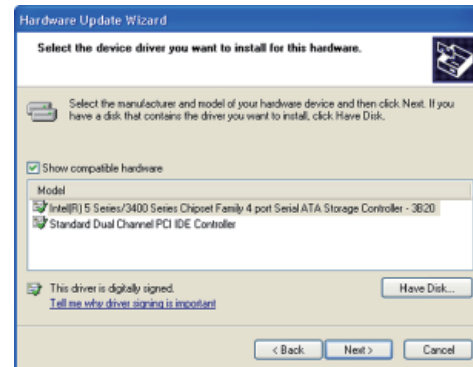 Hardware Update Wizard
Select the device driver you want to install for this hardware.
Select the manufacturer and model of your hardware device and then click Next. If you
have a disk that contains the driver you want to install, click Have Disk.
Show compatible hardware
Model
Intel(R) 5 Series/3400 Series Chipset Family 4 port Serial ATA Storage Controller - 3B20
Standard Dual Channel PCI IDE Controller
This driver is digitally signed.
Tell me why driver signing is important
Have Disk...
< Back
Next >
Cancel